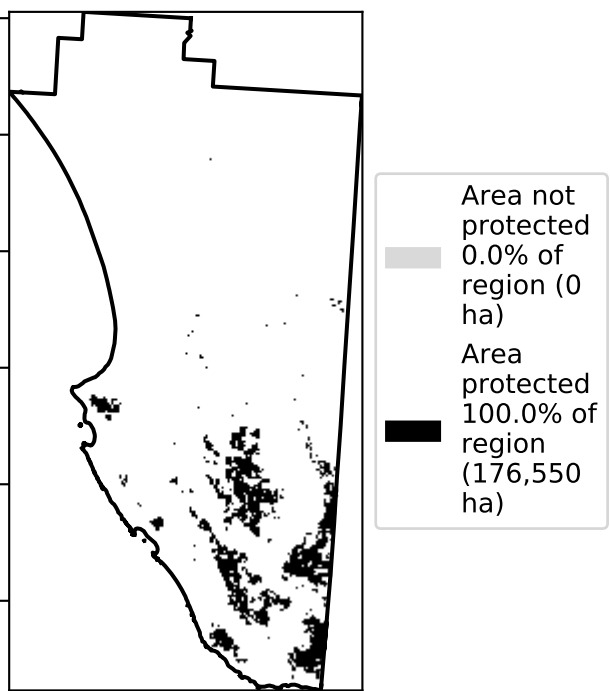 Area not
protected
0.0% of
region (0
ha)
Area
protected
100.0% of
region
(176,550
ha)